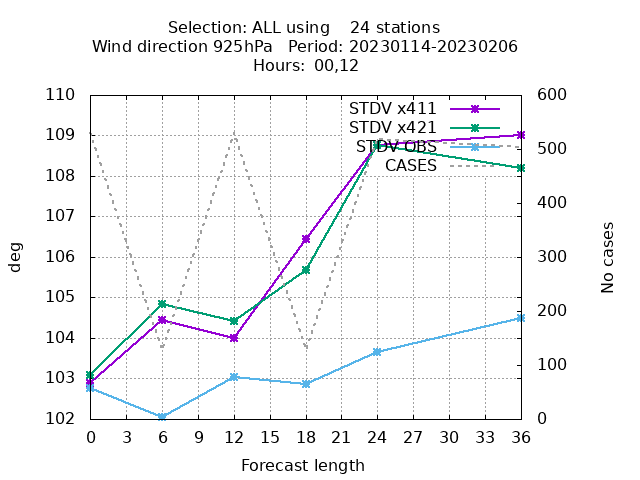 Selection: ALL using    24 stations
Wind direction 925hPa   Period: 20230114-20230206
Hours:  00,12
STDV x411
STDV x421
STDV OBS
CASES
110
109
108
107
106
105
104
103
102
600
500
400
300
200
100
0
deg
No cases
0 3 6 9 12 15 18 21 24 27 30 33 36
Forecast length